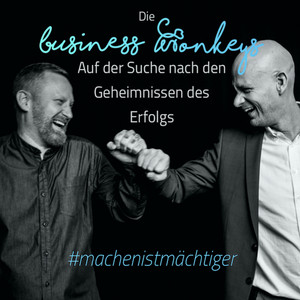 Die
business Monkeys
Auf der Suche nach den
Geheimnissen des
Erfolgs
#machenistmächtiger